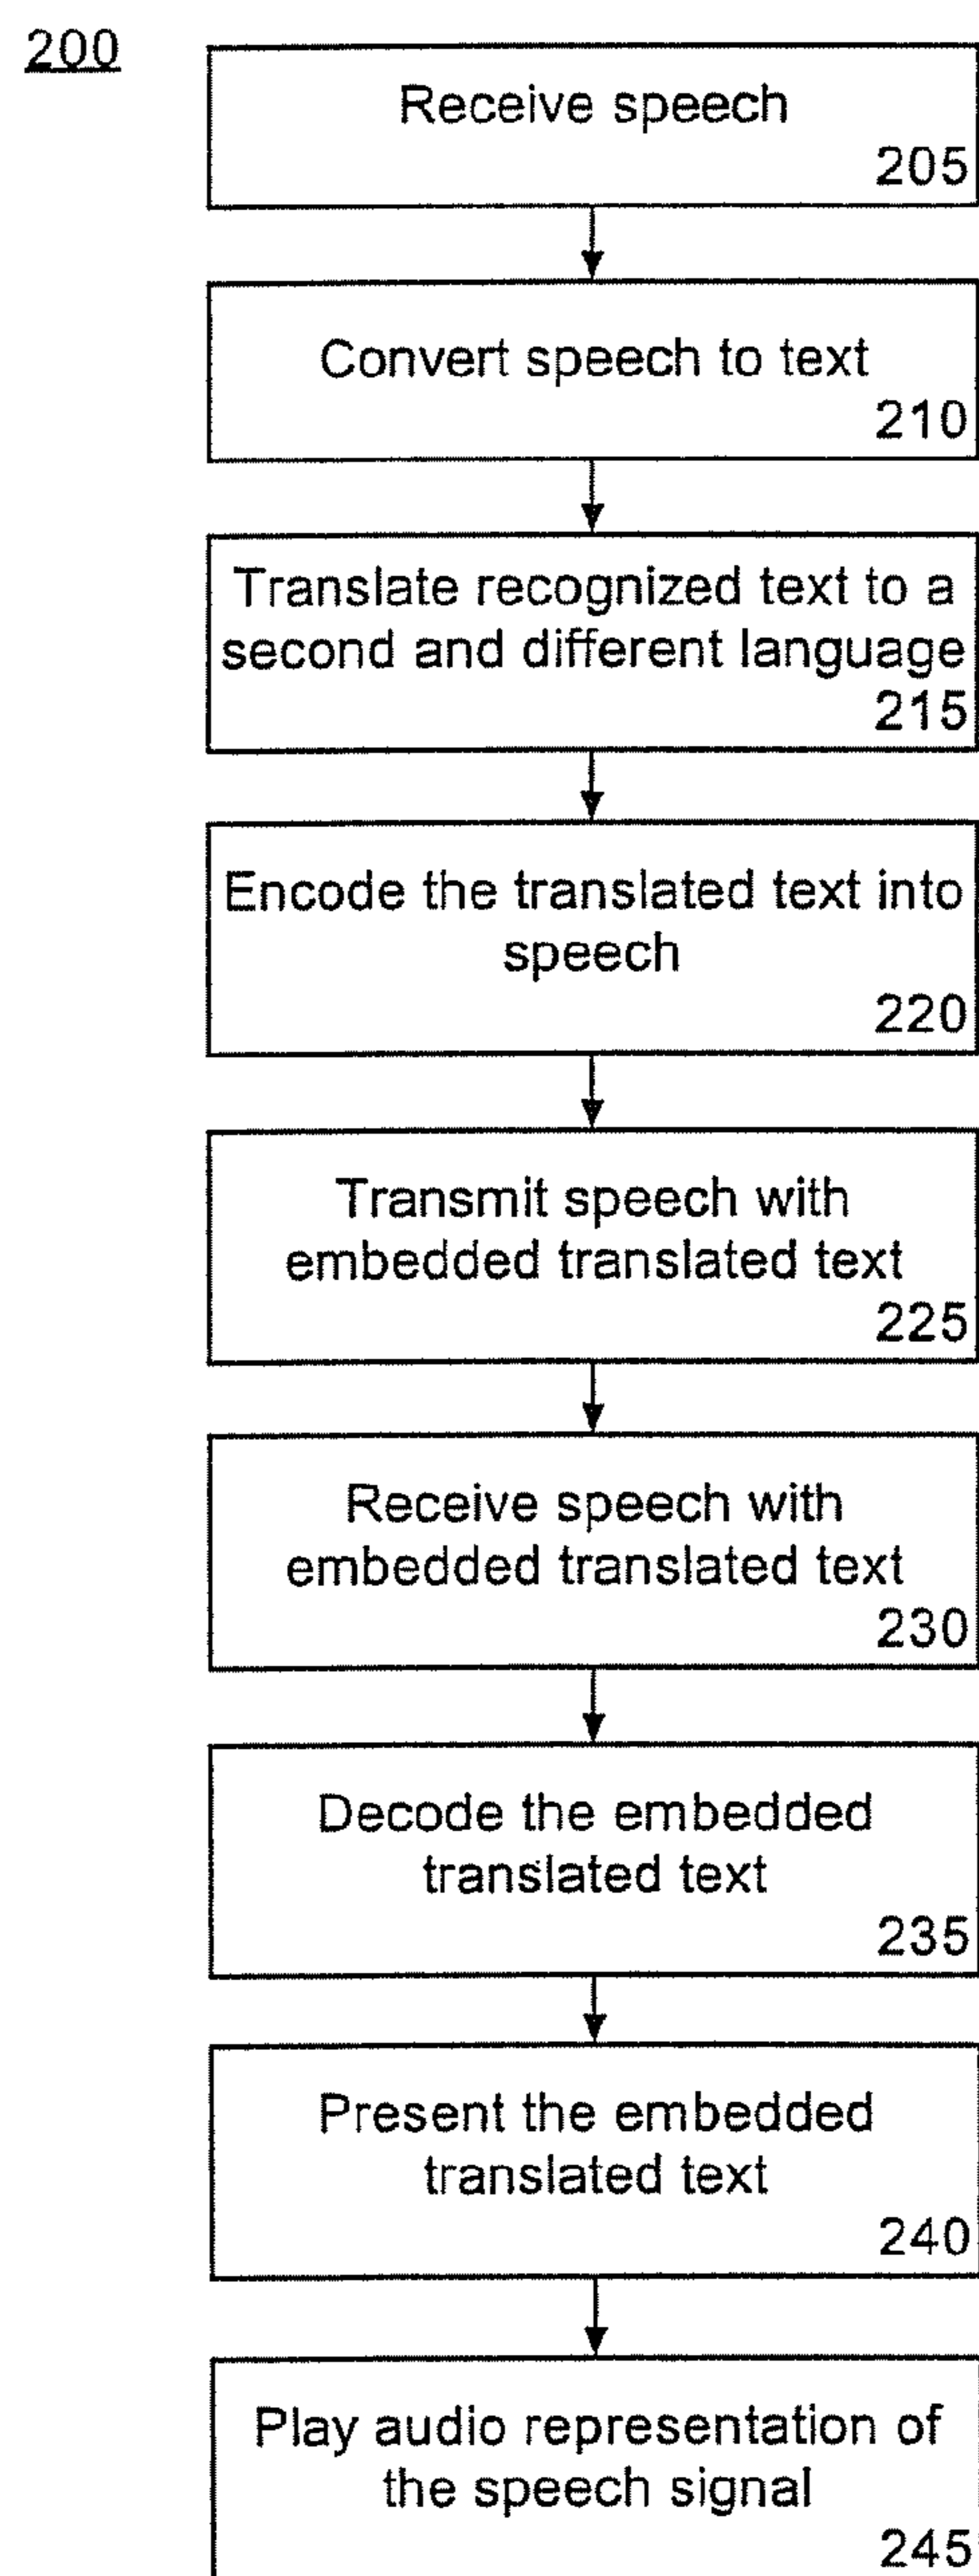 200
Receive speech
205
Convert speech to text
210
Translate recognized text to a
second and different language
215
Encode the translated text into
speech
220
Transmit speech with
embedded translated text
225
Receive speech with
embedded translated text
230
Decode the embedded
translated text
235
Present the embedded
translated text
240
Play audio representation of
the speech signal
245